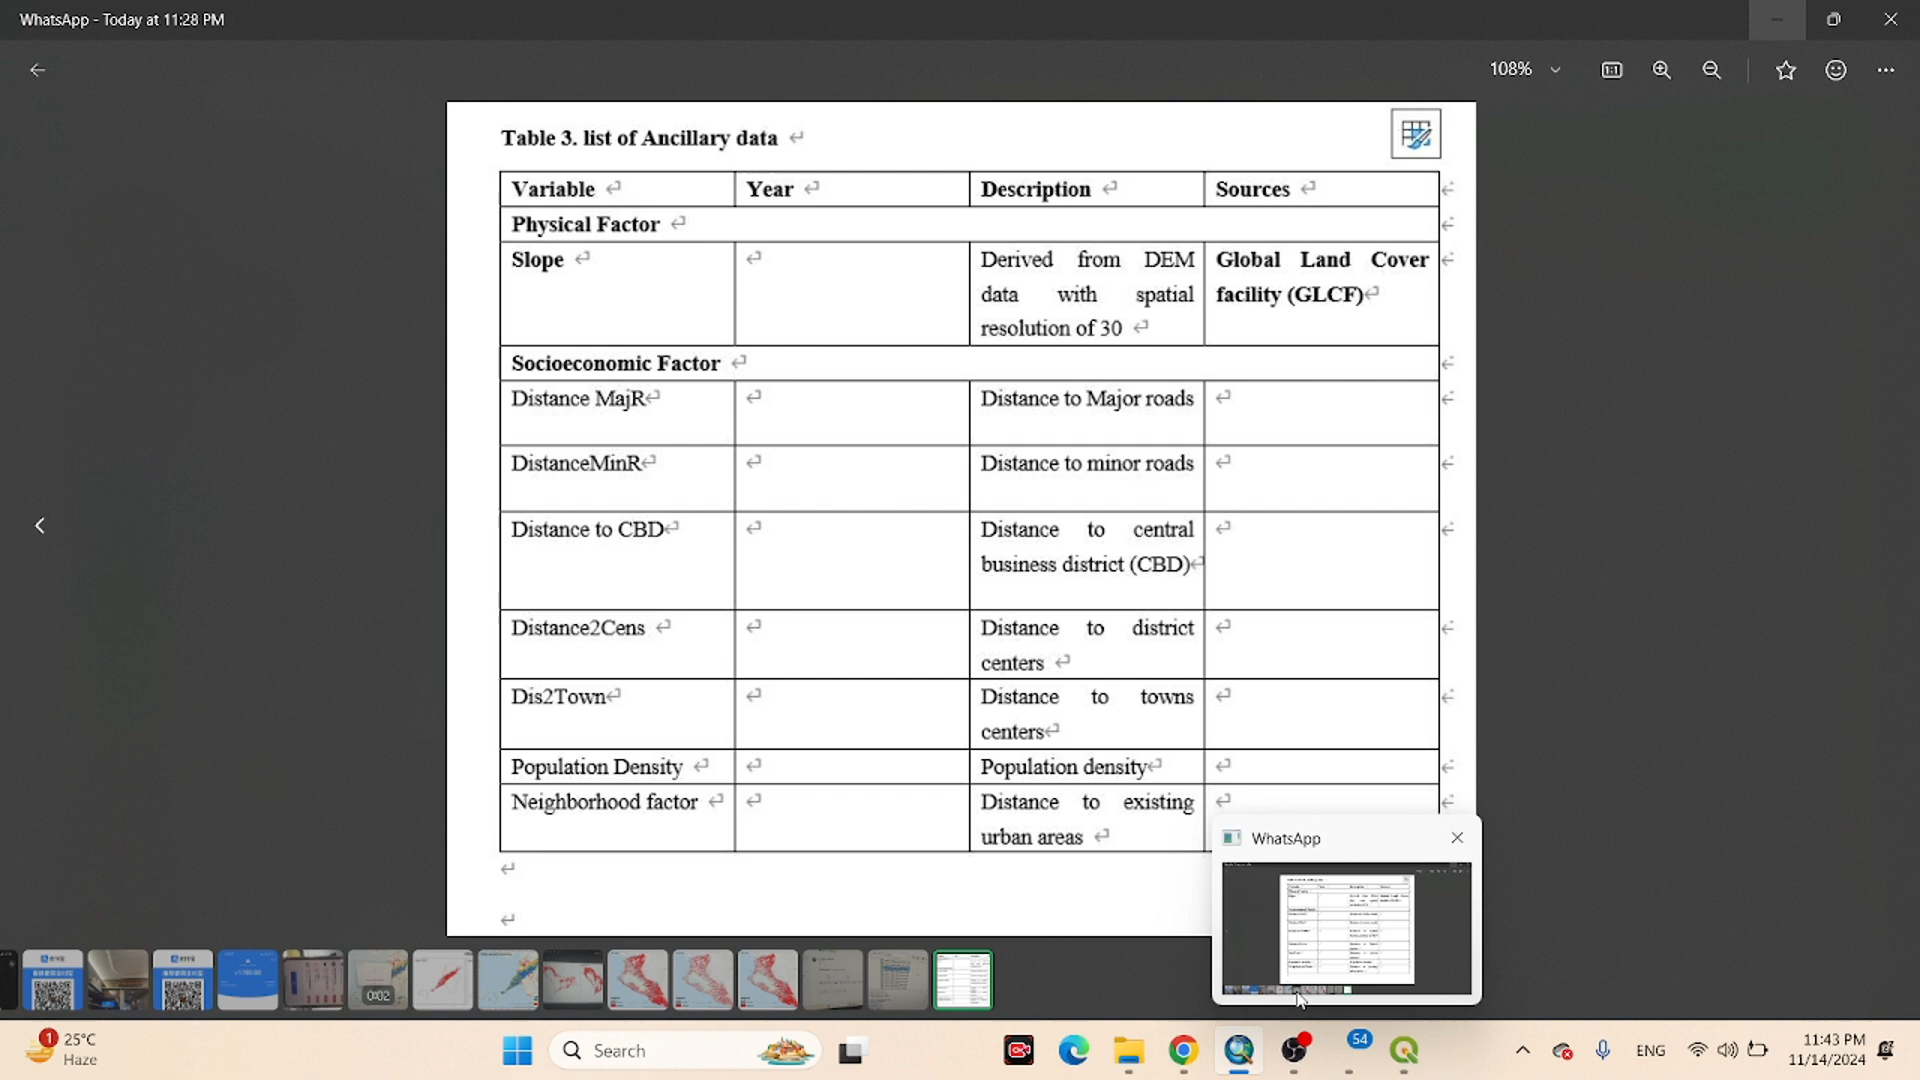 WhatsApp - Today at 11:28 PM
108%
Table 3. list of Ancillary data
Variable Year Description Sources
Physical Factor
Slope Derived from DEM data with spatial resolution of 30 Global Land Cover facility (GLCF)
Socioeconomic Factor
Distance MajR Distance to Major roads
DistanceMinR Distance to minor roads
Distance to CBD Distance to central business district (CBD)
Distance2Cens Distance to district centers
Dis2Town Distance to towns centers
Population Density Population density
Neighborhood factor Distance to existing urban areas
WhatsApp
0:02
1
25°C
Haze
Search
54
ENG
11:43 PM
11/14/2024